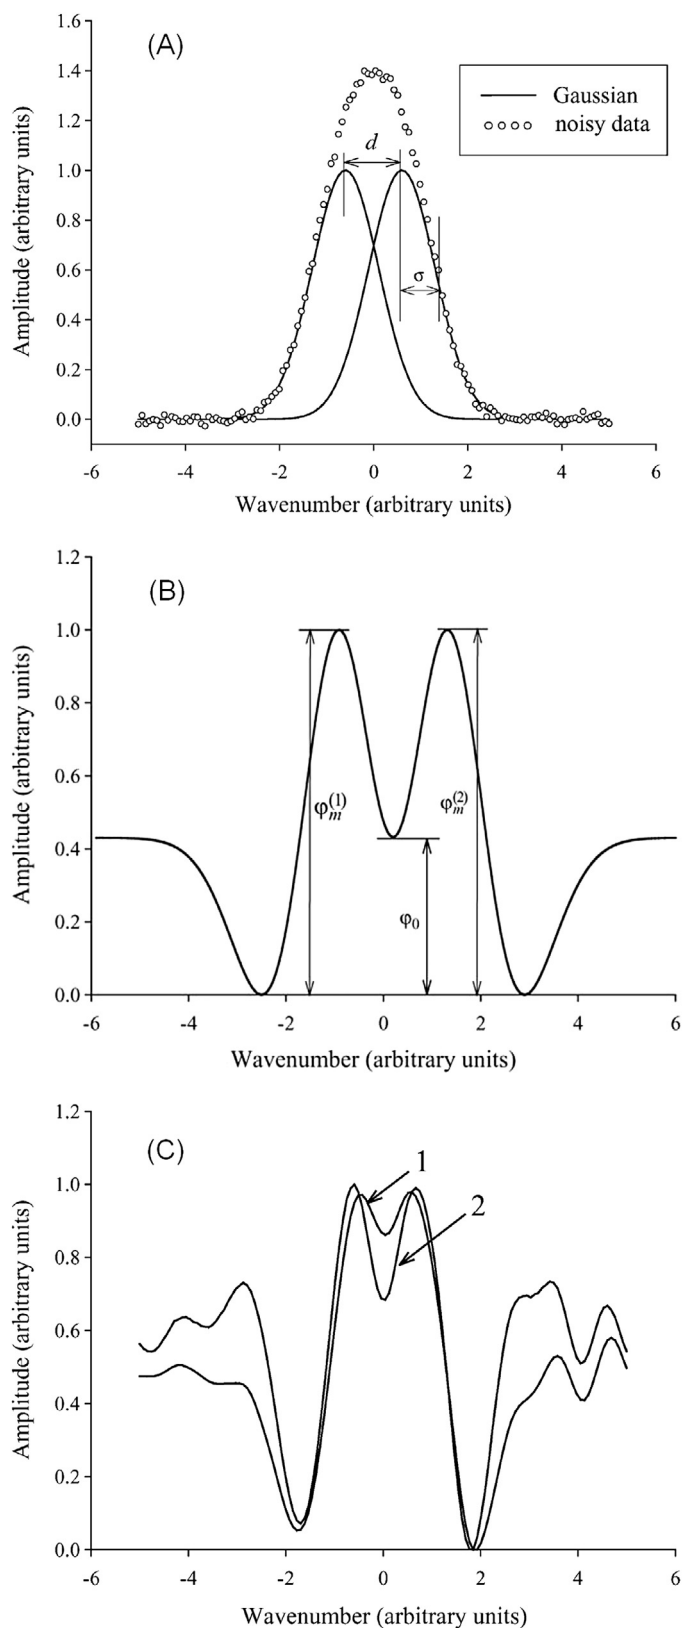 (A)
1.6
1.4
1.2
1.0
0.8
0.6
0.4
0.2
0.0
Amplitude (arbitrary units)
Gaussian
noisy data
d
σ
-6 -4 -2 0 2 4 6
Wavenumber (arbitrary units)
(B)
1.2
1.0
0.8
0.6
0.4
0.2
0.0
Amplitude (arbitrary units)
φm(1)
φm(2)
φ0
-6 -4 -2 0 2 4 6
Wavenumber (arbitrary units)
(C)
1.2
1.0
0.8
0.6
0.4
0.2
0.0
Amplitude (arbitrary units)
1
2
-6 -4 -2 0 2 4 6
Wavenumber (arbitrary units)